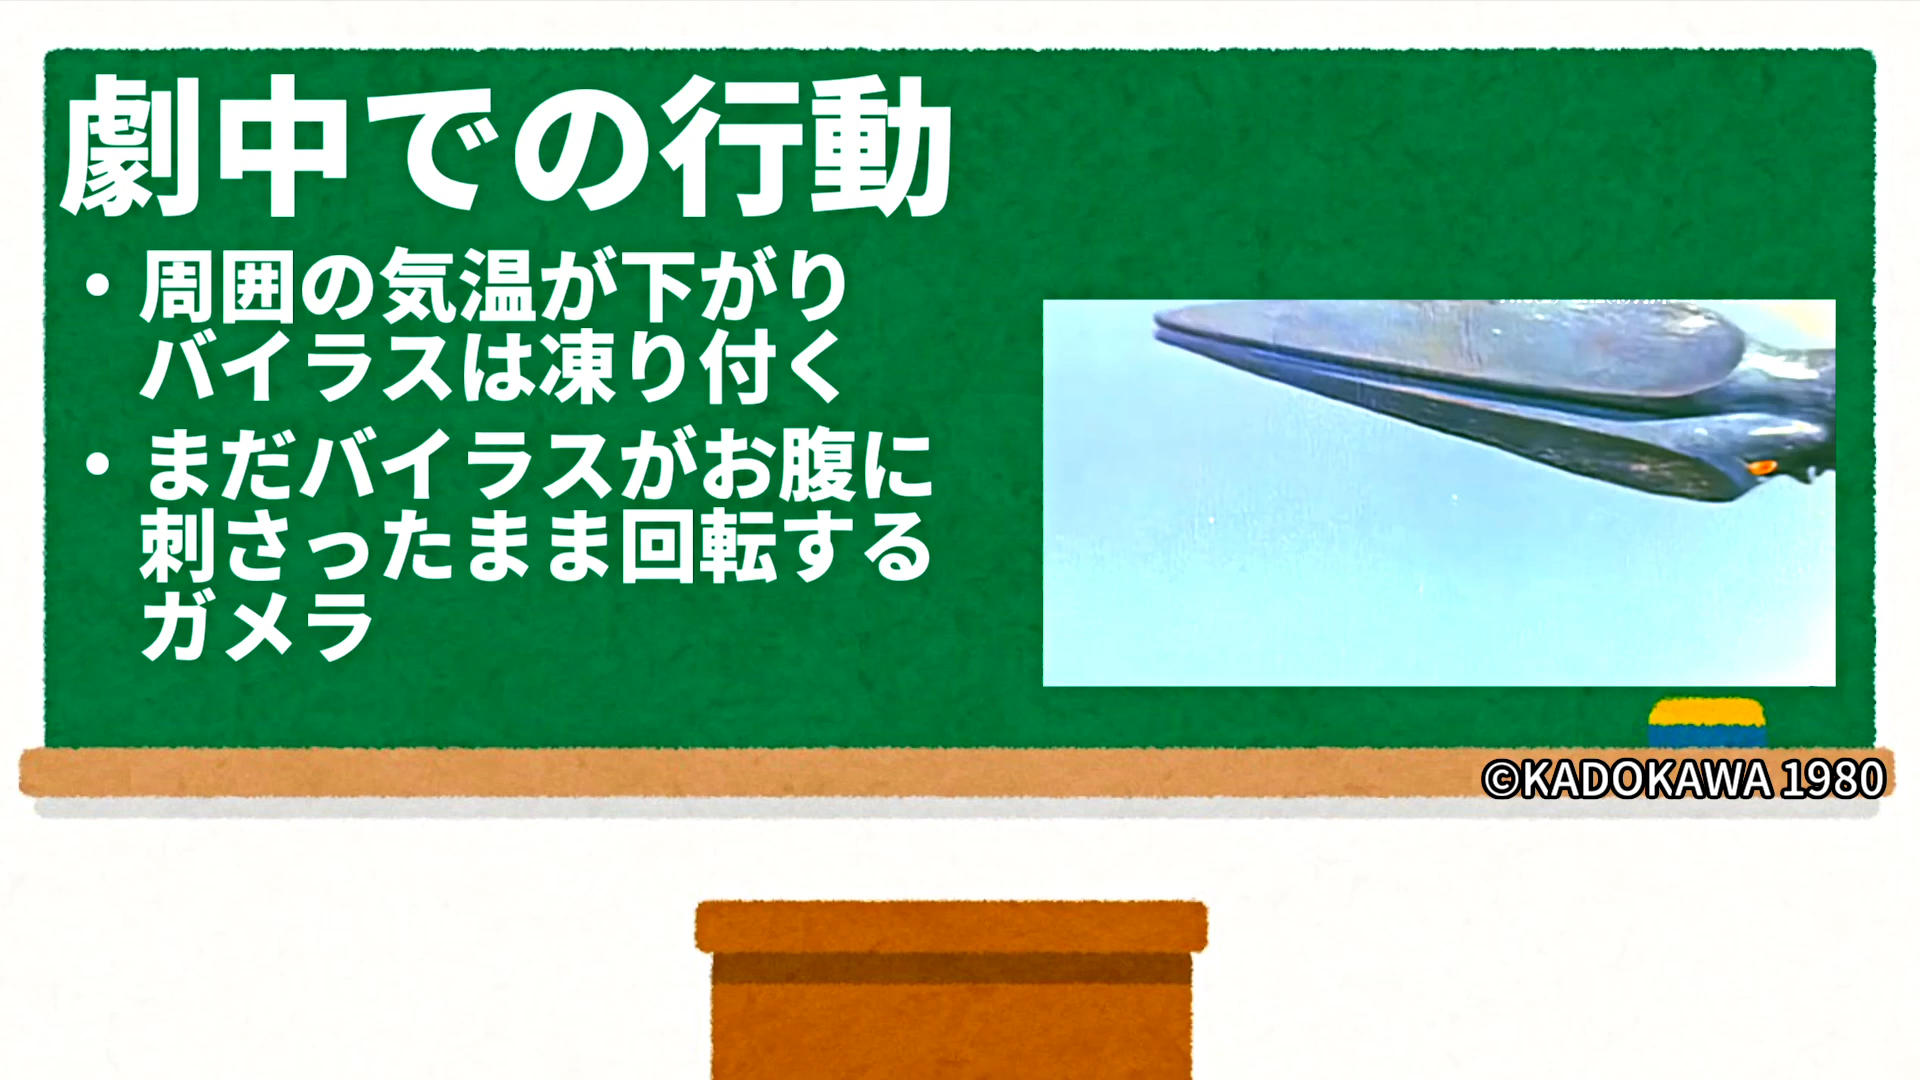 劇中での行動
・周囲の気温が下がり
バイラスは凍り付く
・まだバイラスがお腹に
刺さったまま回転する
ガメラ
©KADOKAWA 1980